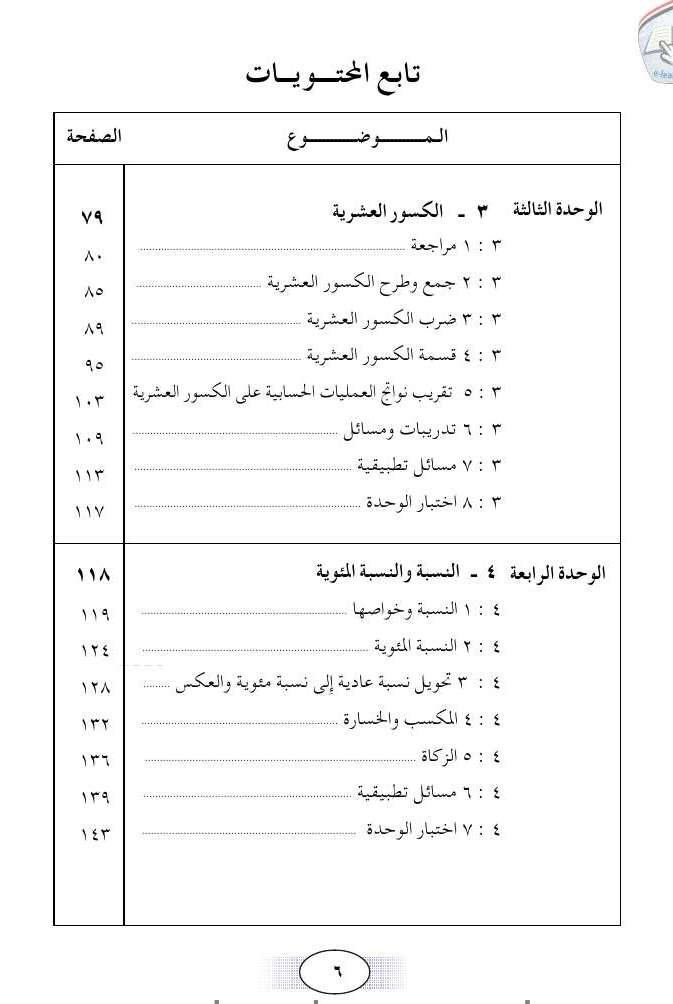 e-lea
تابع المحتـــويـــات
المـــــــوضـــــــوع الصفحة
الوحدة الثالثة ٣ ـ الكسور العشرية ٧٩
٣ : ١ مراجعة ........ ٨٠
٣ : ٢ جمع وطرح الكسور العشرية ........ ٨٥
٣ : ٣ ضرب الكسور العشرية ........ ٨٩
٣ : ٤ قسمة الكسور العشرية ........ ٩٥
٣ : ٥ تقريب نواتج العمليات الحسابية على الكسور العشرية ١٠٣
٣ : ٦ تدريبات ومسائل ........ ١٠٩
٣ : ٧ مسائل تطبيقية ........ ١١٣
٣ : ٨ اختبار الوحدة ........ ١١٧
الوحدة الرابعة ٤ ـ النسبة والنسبة المئوية ١١٨
٤ : ١ النسبة وخواصها ........ ١١٩
٤ : ٢ النسبة المئوية ........ ١٢٤
٤ : ٣ تحويل نسبة عادية إلى نسبة مئوية والعكس ........ ١٢٨
٤ : ٤ المكسب والخسارة ........ ١٣٢
٤ : ٥ الزكاة ........ ١٣٦
٤ : ٦ مسائل تطبيقية ........ ١٣٩
٤ : ٧ اختبار الوحدة ........ ١٤٣
٦